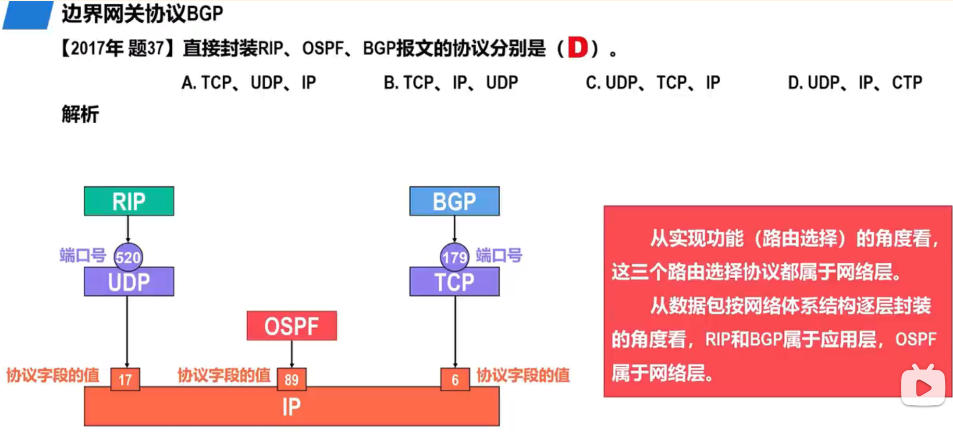 边界网关协议BGP
【2017年 题37】直接封装RIP、OSPF、BGP报文的协议分别是（D）。
A. TCP、UDP、IP B. TCP、IP、UDP C. UDP、TCP、IP D. UDP、IP、CTP
解析
RIP BGP
端口号 520 179 端口号
UDP TCP
OSPF
协议字段的值 17 协议字段的值 89 6 协议字段的值
IP
从实现功能（路由选择）的角度看，
这三个路由选择协议都属于网络层。
从数据包按网络体系结构逐层封装
的角度看，RIP和BGP属于应用层，OSPF
属于网络层。